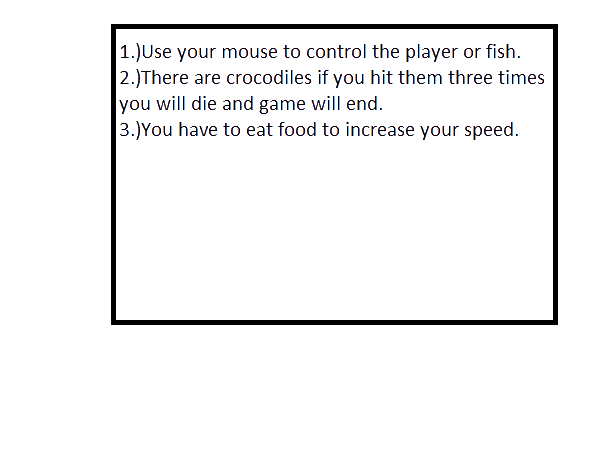 1.)Use your mouse to control the player or fish.
2.)There are crocodiles if you hit them three times
you will die and game will end.
3.)You have to eat food to increase your speed.